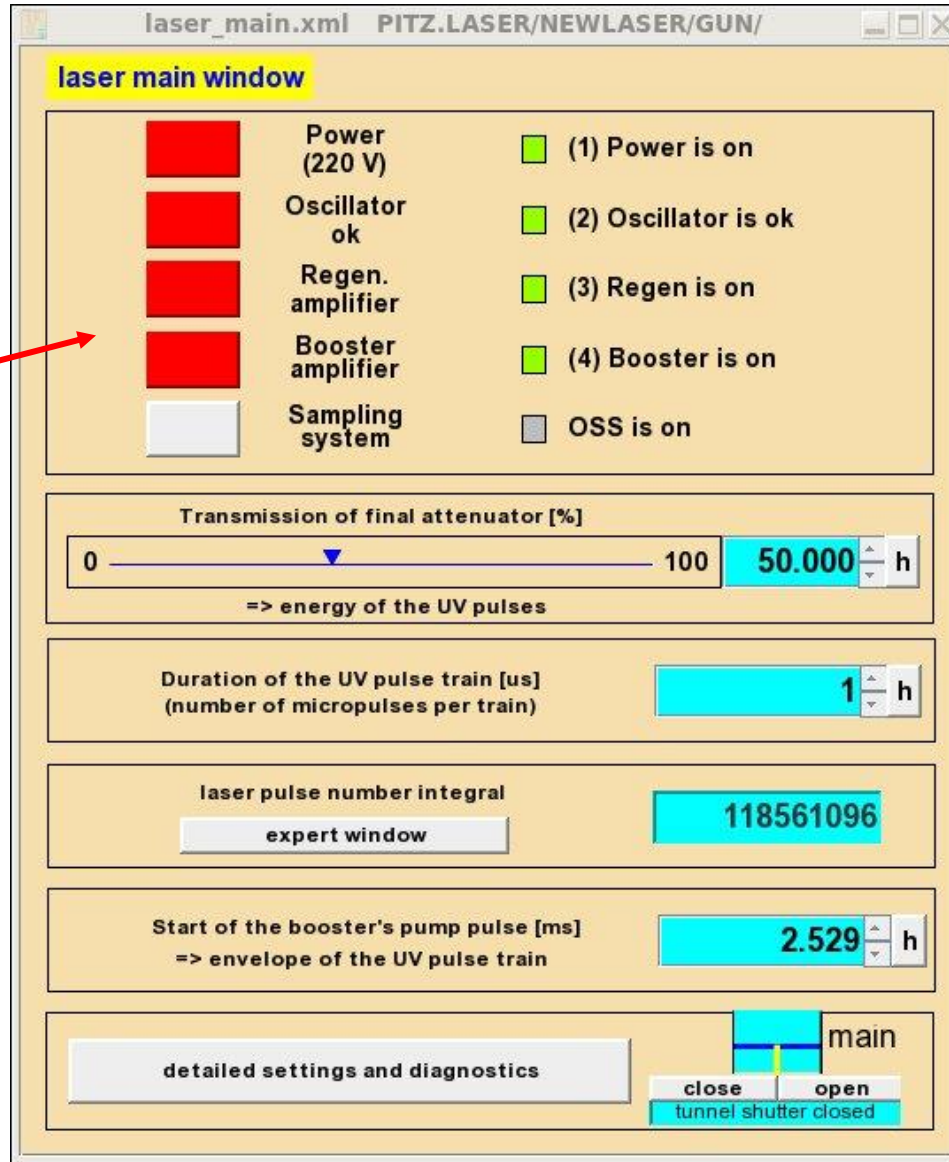 laser_main.xml PITZ.LASER/NEWLASER/GUN/
laser main window
Power
(220 V)
(1) Power is on
Oscillator
ok
(2) Oscillator is ok
Regen.
amplifier
(3) Regen is on
Booster
amplifier
(4) Booster is on
Sampling
system
OSS is on
Transmission of final attenuator [%]
0 100 50.000 h
=> energy of the UV pulses
Duration of the UV pulse train [us]
(number of micropulses per train)
1 h
laser pulse number integral
expert window
118561096
Start of the booster's pump pulse [ms]
=> envelope of the UV pulse train
2.529 h
detailed settings and diagnostics
main
close open
tunnel shutter closed